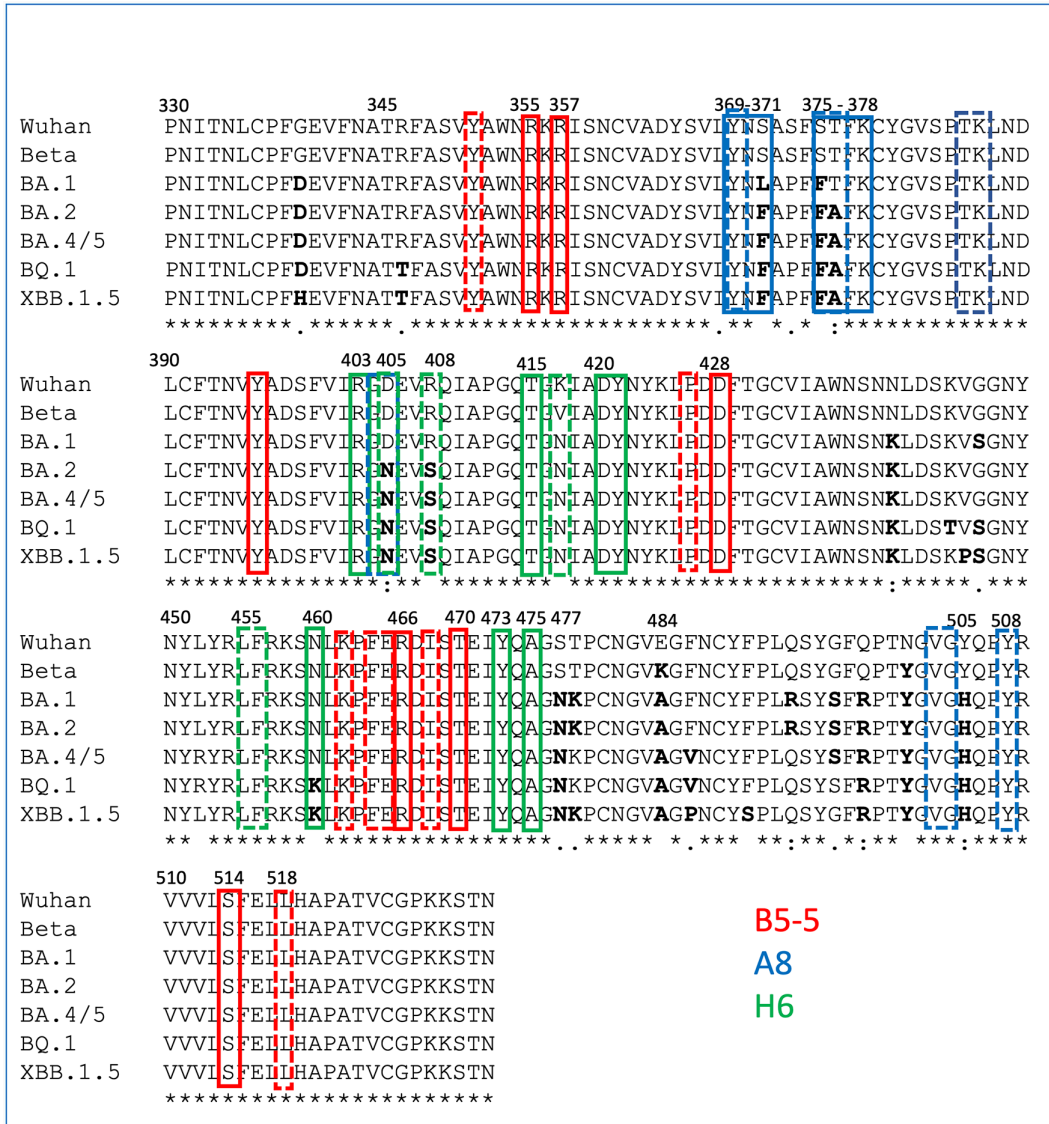 330 345 355 357 369-371 375 - 378
Wuhan PNITNLCPFGEVFNATRFASVYAWNRKRISNCVADYSVLYNSASFSTFKCYGVSPTKLND
Beta PNITNLCPFGEVFNATRFASVYAWNRKRISNCVADYSVLYNSASFSTFKCYGVSPTKLND
BA.1 PNITNLCPFDEVFNATRFASVYAWNRKRISNCVADYSVLYNLAPFFTFKCYGVSPTKLND
BA.2 PNITNLCPFDEVFNATRFASVYAWNRKRISNCVADYSVLYNFAPFFAFKCYGVSPTKLND
BA.4/5 PNITNLCPFDEVFNATRFASVYAWNRKRISNCVADYSVLYNFAPFFAFKCYGVSPTKLND
BQ.1 PNITNLCPFDEVFNATTFASVYAWNRKRISNCVADYSVLYNFAPFFAFKCYGVSPTKLND
XBB.1.5 PNITNLCPFHEVFNATTFASVYAWNRKRISNCVADYSVIYNFAPFFAFKCYGVSPTKLND
*********.******.*********************.** *.* :*************
390 403 405 408 415 420 428
Wuhan LCFTNVYADSFVIRGDEVRQIAPGQTGKIADYNYKLPDDFTGCVIAWNSNNLDSKVGGNY
Beta LCFTNVYADSFVIRGDEVRQIAPGQTGNIADYNYKLPDDFTGCVIAWNSNNLDSKVGGNY
BA.1 LCFTNVYADSFVIRGDEVRQIAPGQTGNIADYNYKLPDDFTGCVIAWNSNKLDSKVSGNY
BA.2 LCFTNVYADSFVIRGNEVSQIAPGQTGNIADYNYKLPDDFTGCVIAWNSNKLDSKVGGNY
BA.4/5 LCFTNVYADSFVIRGNEVSQIAPGQTGNIADYNYKLPDDFTGCVIAWNSNKLDSKVGGNY
BQ.1 LCFTNVYADSFVIRGNEVSQIAPGQTGNIADYNYKLPDDFTGCVIAWNSNKLDSTVSGNY
XBB.1.5 LCFTNVYADSFVIRGNEVSQIAPGQTGNIADYNYKLPDDFTGCVIAWNSNKLDSKPSGNY
***************:** ******** **********************:***  .***
450 455 460 466 470 473 475 477 484 505 508
Wuhan NYLYRLFRKSNLKPFERDISTEIYQAGSTPCNGVEGFNCYFPLQSYGFQPTNGVGYQPYR
Beta NYLYRLFRKSNLKPFERDISTEIYQAGSTPCNGVKGFNCYFPLQSYGFQPTYGVGYQPYR
BA.1 NYLYRLFRKSNLKPFERDISTEIYQAGNKPCNGVAGFNCYFPLRSYSFRPTYGVGHQPYR
BA.2 NYLYRLFRKSNLKPFERDISTEIYQAGNKPCNGVAGFNCYFPLRSYSFRPTYGVGHQPYR
BA.4/5 NYRYRLFRKSNLKPFERDISTEIYQAGNKPCNGVAGVNCYFPLQSYSFRPTYGVGHQPYR
BQ.1 NYRYRLFRKSKLKPFERDISTEIYQAGNKPCNGVAGVNCYFPLQSYGFRPTYGVGHQPYR
XBB.1.5 NYRYRLFRKSKLKPFERDISTEIYQAGNKPCNGVAGPNCYSPLQSYGFRPTYGVGHQPYR
** *******:****************..***** * *** **:**.*:**.***:****
510 514 518
Wuhan VVVLSFELLHAPATVCGPKKSTN
Beta VVVLSFELLHAPATVCGPKKSTN
BA.1 VVVLSFELLHAPATVCGPKKSTN
BA.2 VVVLSFELLHAPATVCGPKKSTN
BA.4/5 VVVLSFELLHAPATVCGPKKSTN
BQ.1 VVVLSFELLHAPATVCGPKKSTN
XBB.1.5 VVVLSFELLHAPATVCGPKKSTN
***********************
B5-5
A8
H6